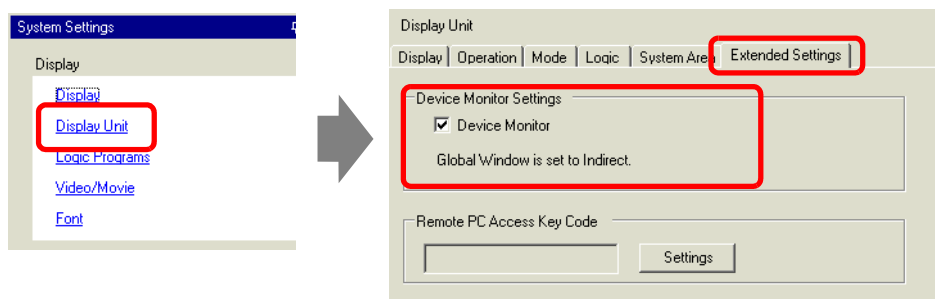 System Settings
Display
Display
Display Unit
Logic Programs
Video/Movie
Font
Display Unit
Display Operation Mode Logic System Area Extended Settings
Device Monitor Settings
Device Monitor
Global Window is set to Indirect.
Remote PC Access Key Code
Settings